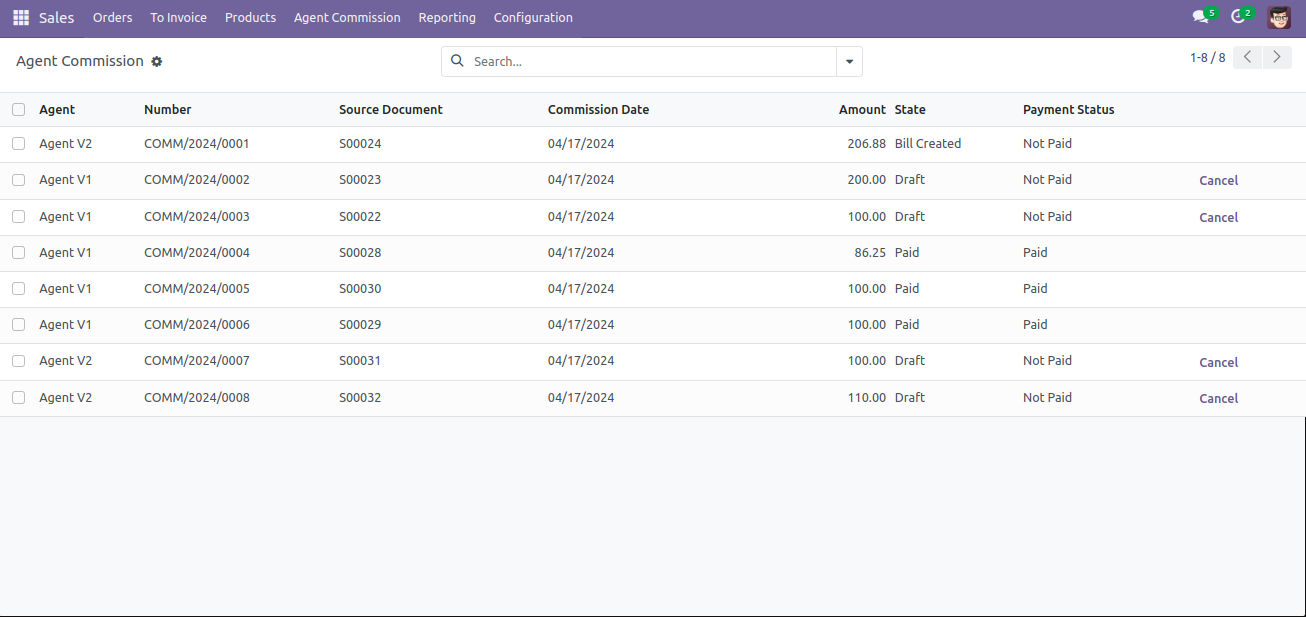 Sales Orders To Invoice Products Agent Commission Reporting Configuration 5 2
Agent Commission Search... 1-8 / 8
Agent Number Source Document Commission Date Amount State Payment Status
Agent V2 COMM/2024/0001 S00024 04/17/2024 206.88 Bill Created Not Paid
Agent V1 COMM/2024/0002 S00023 04/17/2024 200.00 Draft Not Paid Cancel
Agent V1 COMM/2024/0003 S00022 04/17/2024 100.00 Draft Not Paid Cancel
Agent V1 COMM/2024/0004 S00028 04/17/2024 86.25 Paid Paid
Agent V1 COMM/2024/0005 S00030 04/17/2024 100.00 Paid Paid
Agent V1 COMM/2024/0006 S00029 04/17/2024 100.00 Paid Paid
Agent V2 COMM/2024/0007 S00031 04/17/2024 100.00 Draft Not Paid Cancel
Agent V2 COMM/2024/0008 S00032 04/17/2024 110.00 Draft Not Paid Cancel